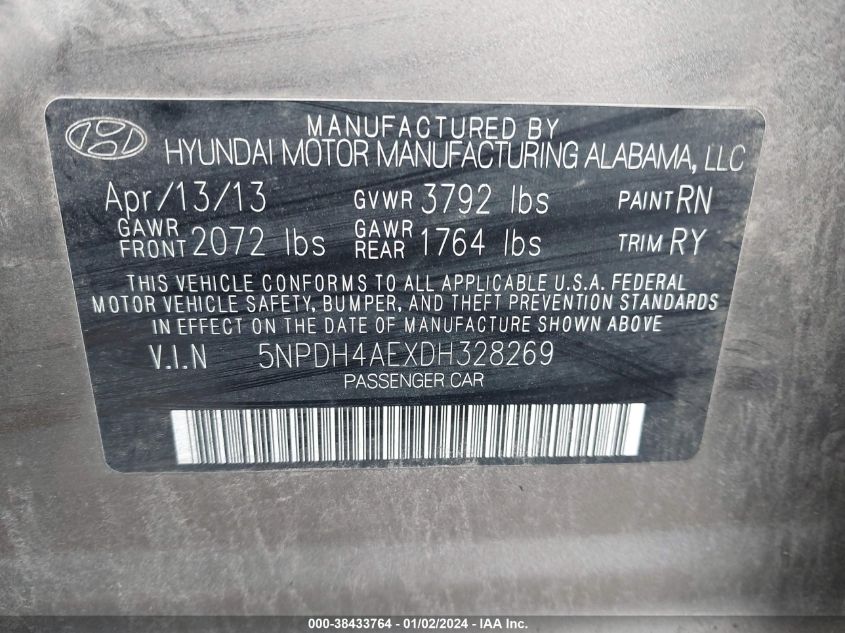 MANUFACTURED BY
HYUNDAI MOTOR MANUFACTURING ALABAMA, LLC
Apr/13/13 GVWR 3792 lbs PAINT RN
GAWR FRONT 2072 lbs GAWR REAR 1764 lbs TRIM RY
THIS VEHICLE CONFORMS TO ALL APPLICABLE U.S.A. FEDERAL
MOTOR VEHICLE SAFETY, BUMPER, AND THEFT PREVENTION STANDARDS
IN EFFECT ON THE DATE OF MANUFACTURE SHOWN ABOVE
V.I.N 5NPDH4AEXDH328269
PASSENGER CAR
000-38433764 - 01/02/2024 - IAA Inc.